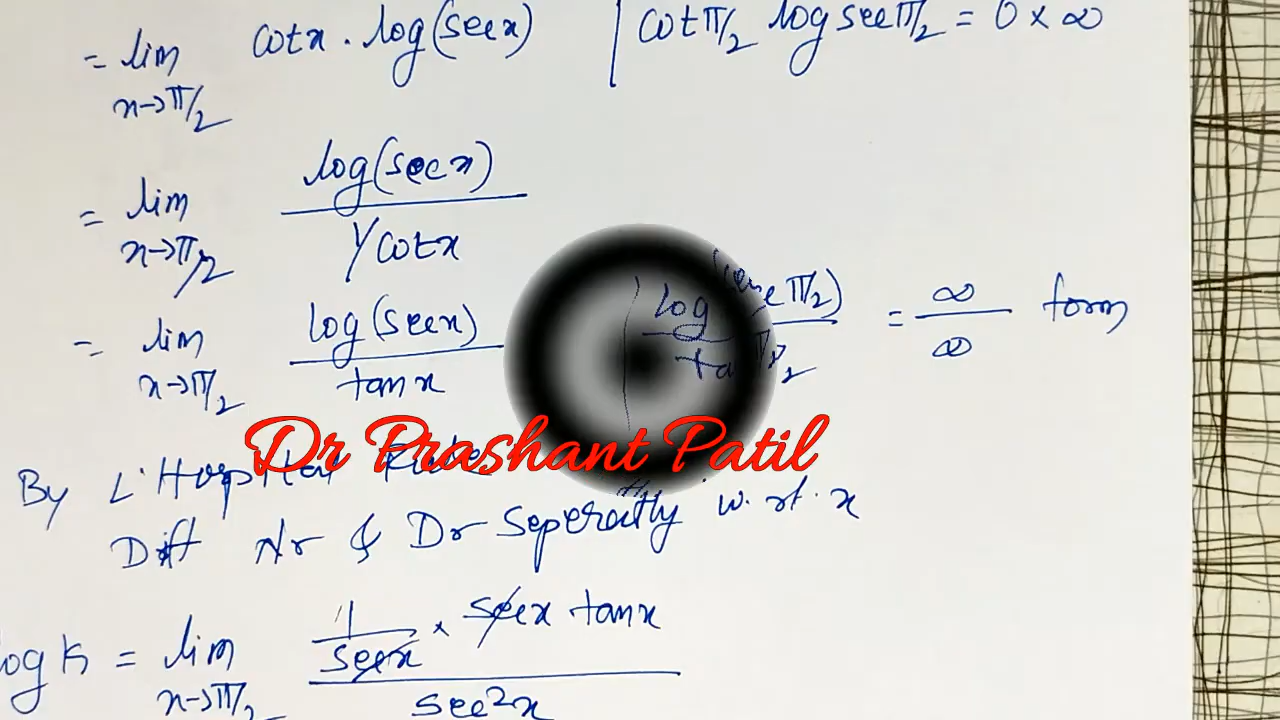 = lim x→π/2 cotx · log(secx) | cot π/2 log sec π/2 = 0 × ∞
= lim x→π/2 log(secx) / 1/cotx
= lim x→π/2 log(secx) / tanx | log π/2) / = ∞/∞ form
Dr Prashant Patil
By L'Hospital Rule
Diff Nr & Dr Seperatly w.r.t. x
log k = lim x→π/2 1/secx × secx tanx / sec²x